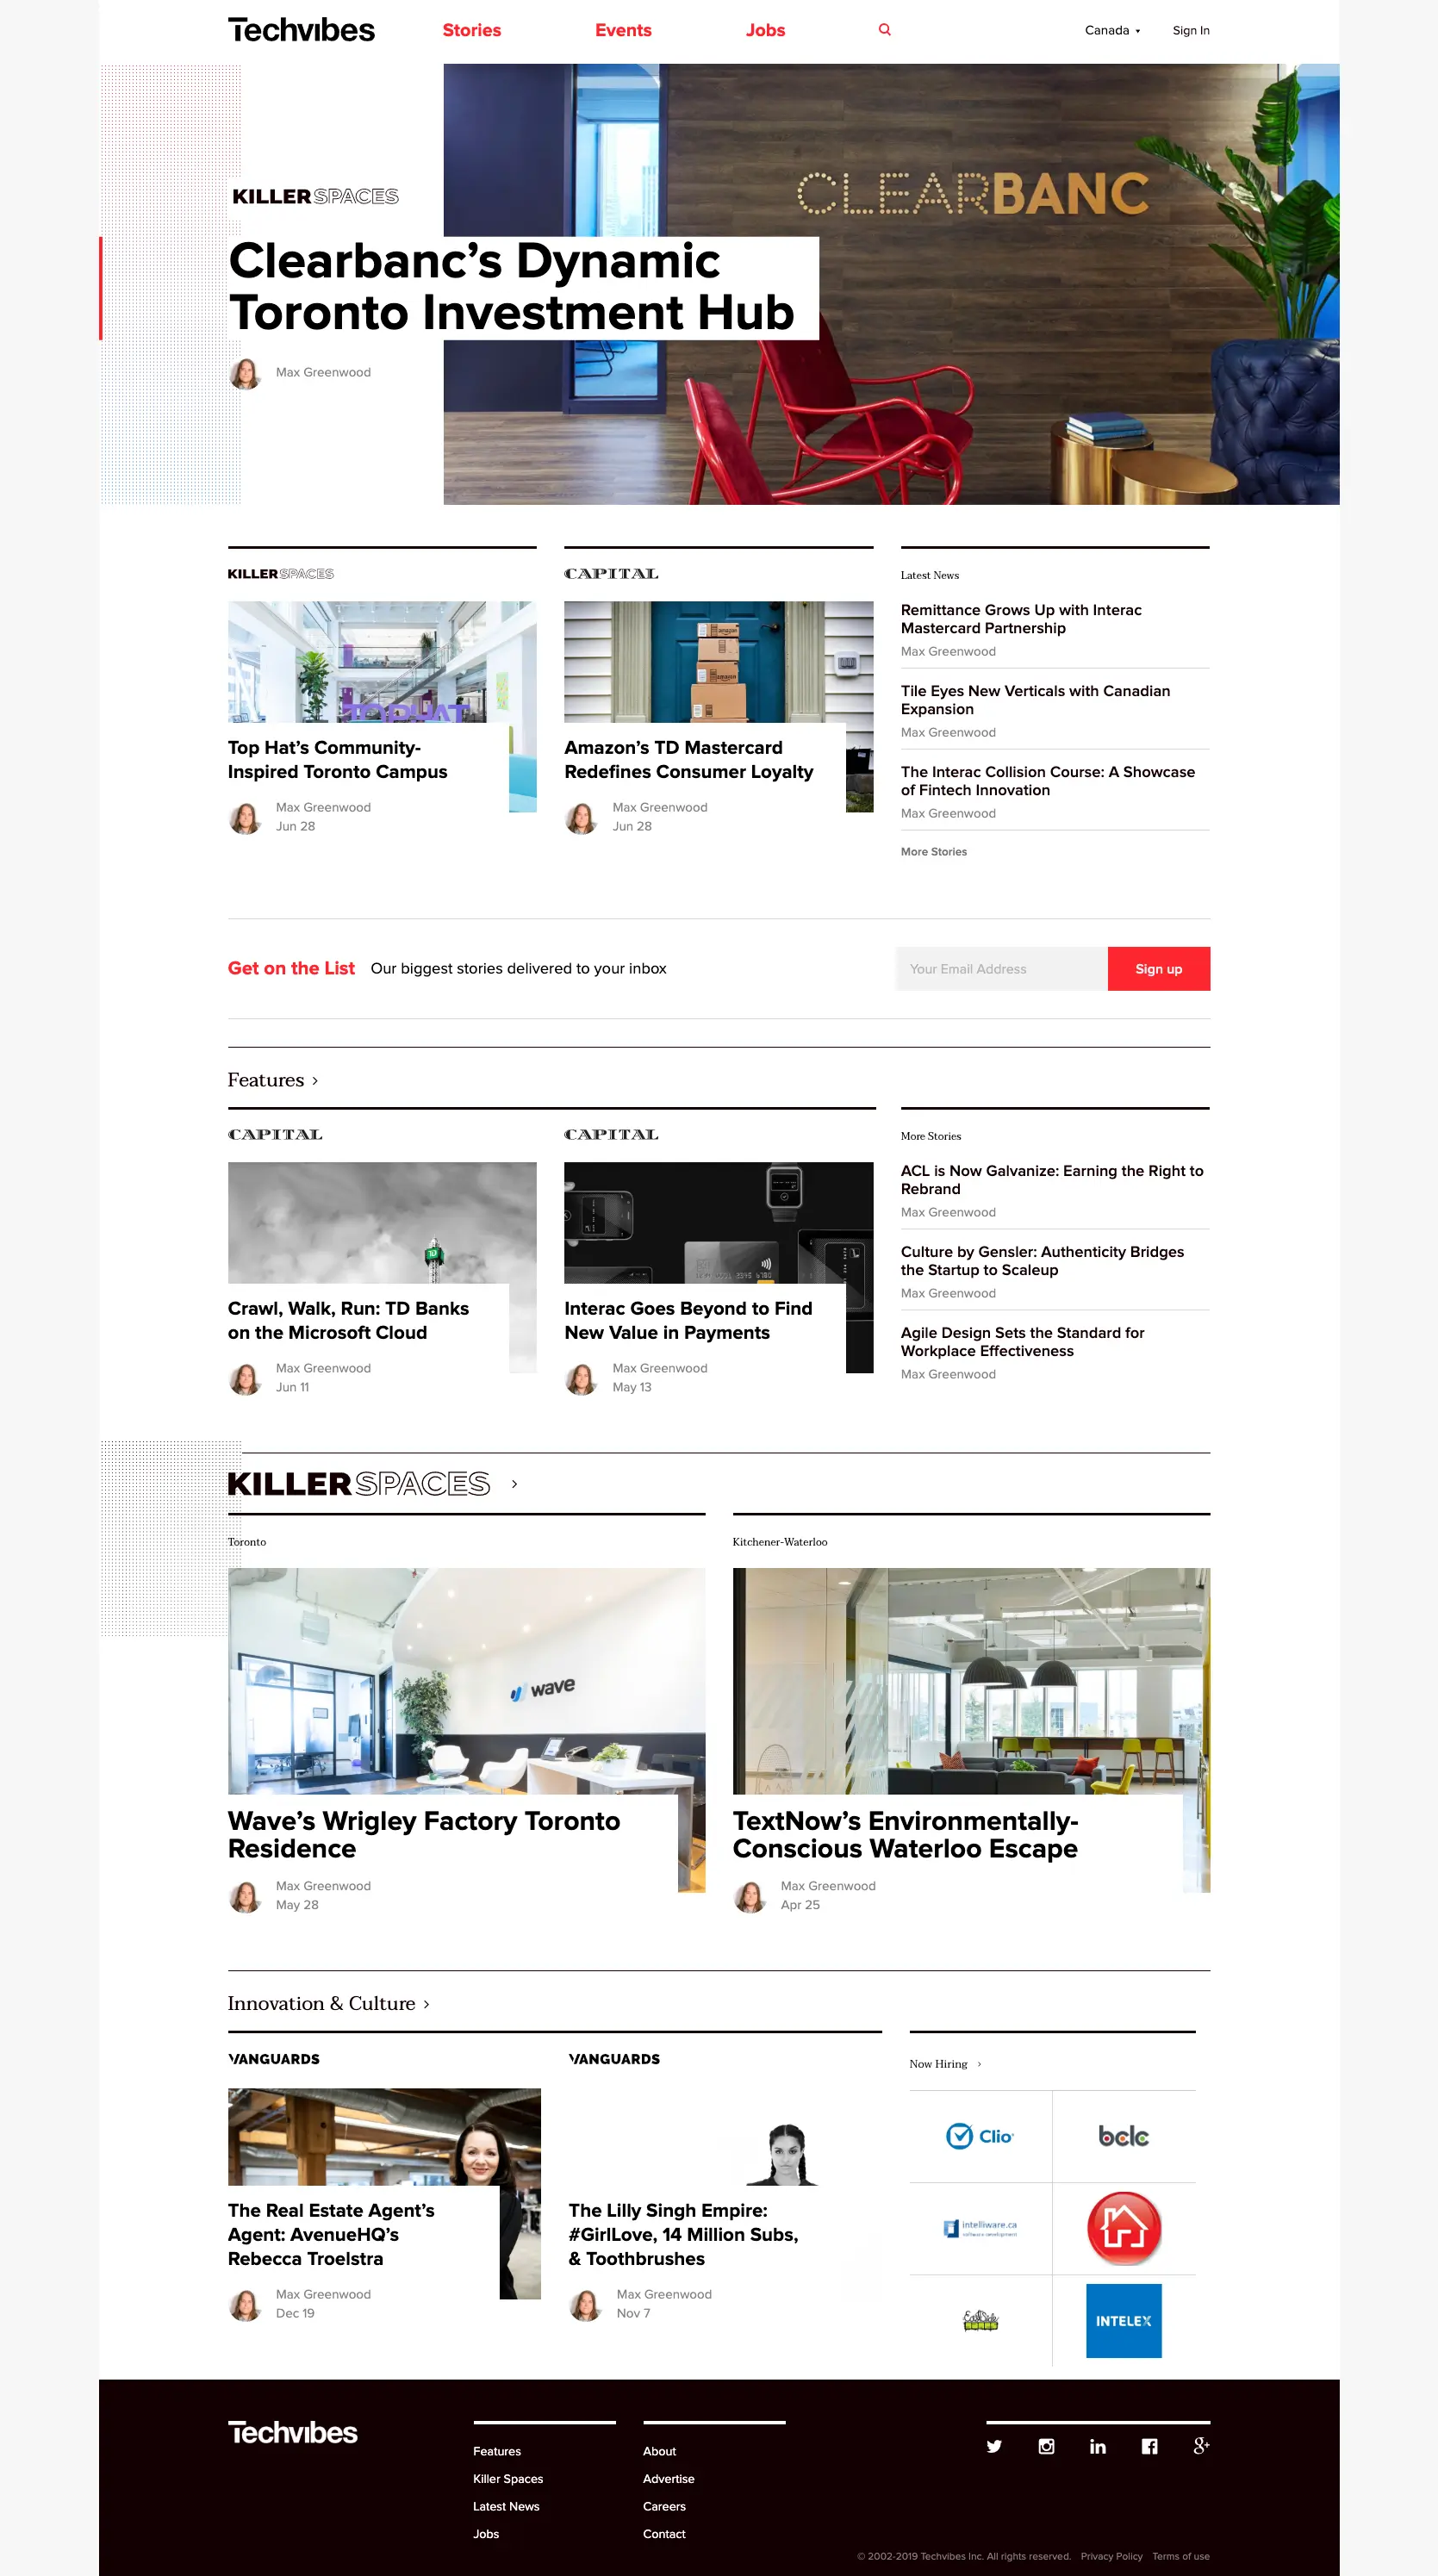 Techvibes
Stories
Events
Jobs
Canada
Sign In
CLEARBANC
KILLER SPACES
Clearbanc’s Dynamic
Toronto Investment Hub
Max Greenwood
KILLER SPACES
TOPHAT
Top Hat’s Community-
Inspired Toronto Campus
Max Greenwood
Jun 28
CAPITAL
amazon
amazon
Amazon’s TD Mastercard
Redefines Consumer Loyalty
Max Greenwood
Jun 28
Latest News
Remittance Grows Up with Interac
Mastercard Partnership
Max Greenwood
Tile Eyes New Verticals with Canadian
Expansion
Max Greenwood
The Interac Collision Course: A Showcase
of Fintech Innovation
Max Greenwood
More Stories
Get on the List
Our biggest stories delivered to your inbox
Your Email Address
Sign up
Features
CAPITAL
TD
Crawl, Walk, Run: TD Banks
on the Microsoft Cloud
Max Greenwood
Jun 11
CAPITAL
Interac Goes Beyond to Find
New Value in Payments
Max Greenwood
May 13
More Stories
ACL is Now Galvanize: Earning the Right to
Rebrand
Max Greenwood
Culture by Gensler: Authenticity Bridges
the Startup to Scaleup
Max Greenwood
Agile Design Sets the Standard for
Workplace Effectiveness
Max Greenwood
KILLER SPACES
Toronto
wave
Wave’s Wrigley Factory Toronto
Residence
Max Greenwood
May 28
Kitchener-Waterloo
TextNow’s Environmentally-
Conscious Waterloo Escape
Max Greenwood
Apr 25
Innovation & Culture
VANGUARDS
The Real Estate Agent’s
Agent: AvenueHQ’s
Rebecca Troelstra
Max Greenwood
Dec 19
VANGUARDS
The Lilly Singh Empire:
#GirlLove, 14 Million Subs,
& Toothbrushes
Max Greenwood
Nov 7
Now Hiring
Clio
bclc
intelliware.ca
software development
INTELEX
Techvibes
Features
Killer Spaces
Latest News
Jobs
About
Advertise
Careers
Contact
© 2002-2019 Techvibes Inc. All rights reserved.
Privacy Policy
Terms of use